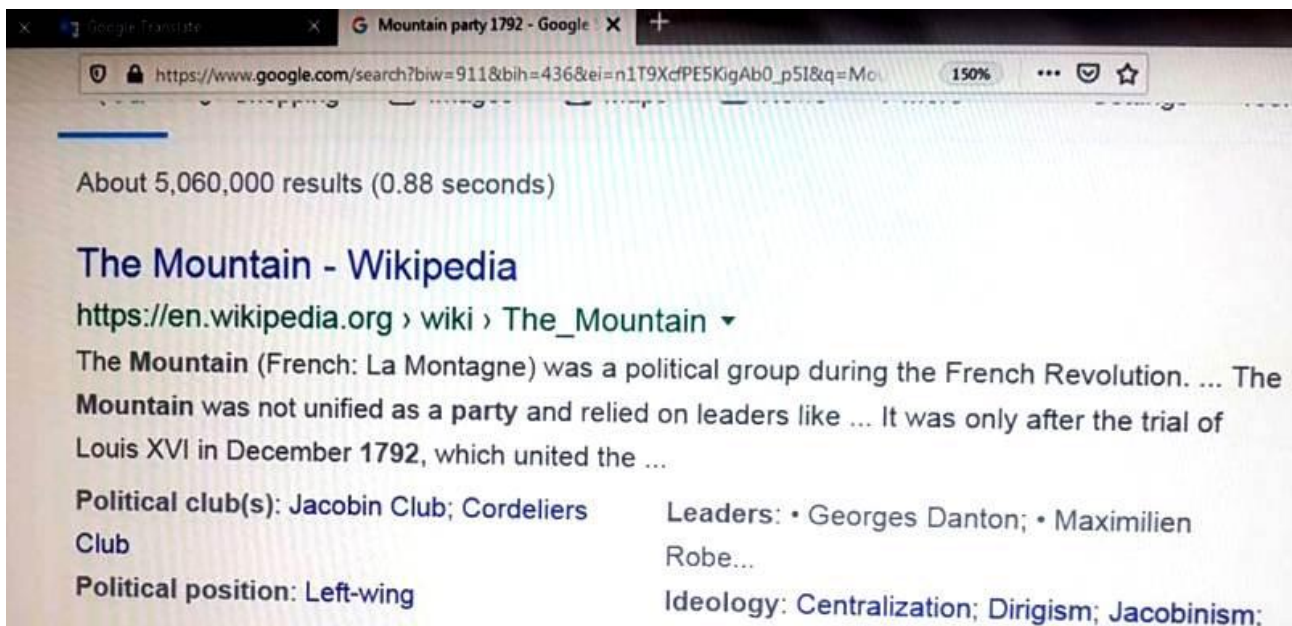 Google Translate
G Mountain party 1792 - Google
https://www.google.com/search?biw=911&bih=436&ei=n1T9XcfPE5KigAb0_p5I&q=Mou 150%
About 5,060,000 results (0.88 seconds)
The Mountain - Wikipedia
https://en.wikipedia.org › wiki › The_Mountain
The Mountain (French: La Montagne) was a political group during the French Revolution. ... The
Mountain was not unified as a party and relied on leaders like ... It was only after the trial of
Louis XVI in December 1792, which united the ...
Political club(s): Jacobin Club; Cordeliers
Club
Political position: Left-wing
Leaders: • Georges Danton; • Maximilien
Robe...
Ideology: Centralization; Dirigism; Jacobinism;